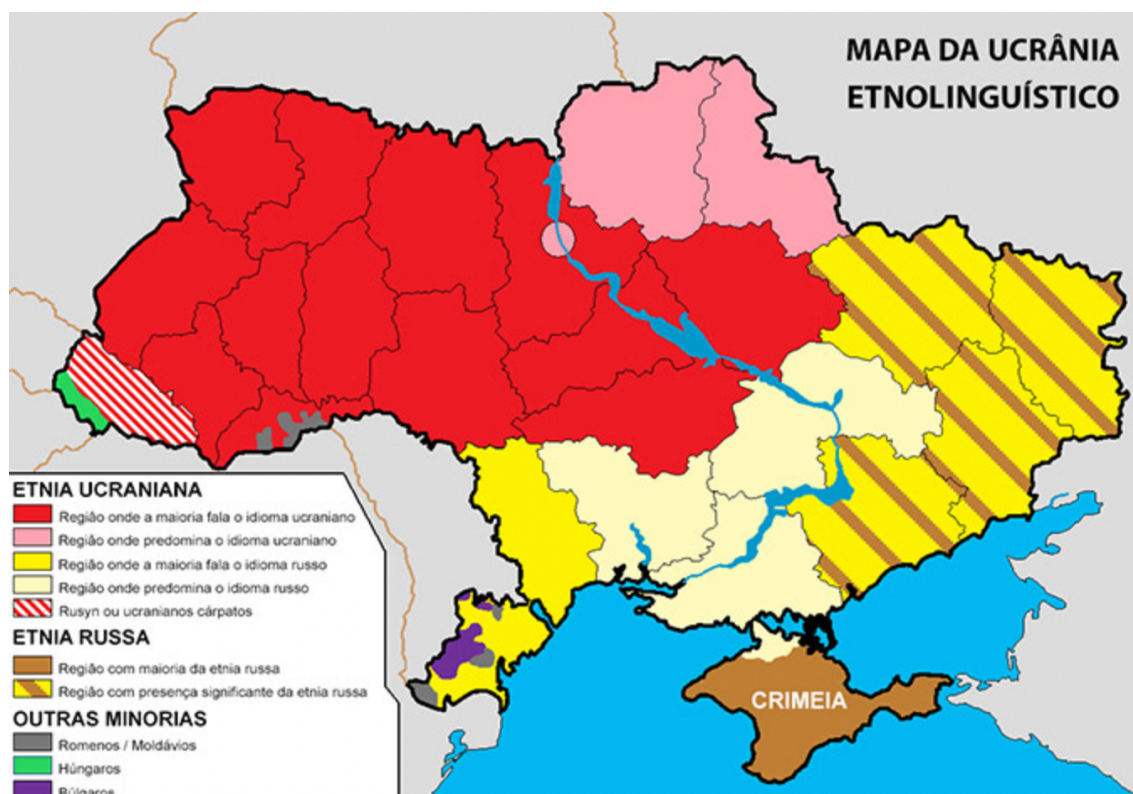 MAPA DA UCRÂNIA
ETNOLINGUÍSTICO
CRIMEIA
ETNIA UCRANIANA
Região onde a maioria fala o idioma ucraniano
Região onde predomina o idioma ucraniano
Região onde a maioria fala o idioma russo
Região onde predomina o idioma russo
Rusyn ou ucranianos cárpatos
ETNIA RUSSA
Região com maioria da etnia russa
Região com presença significante da etnia russa
OUTRAS MINORIAS
Romenos / Moldávios
Húngaros
Búlgaros